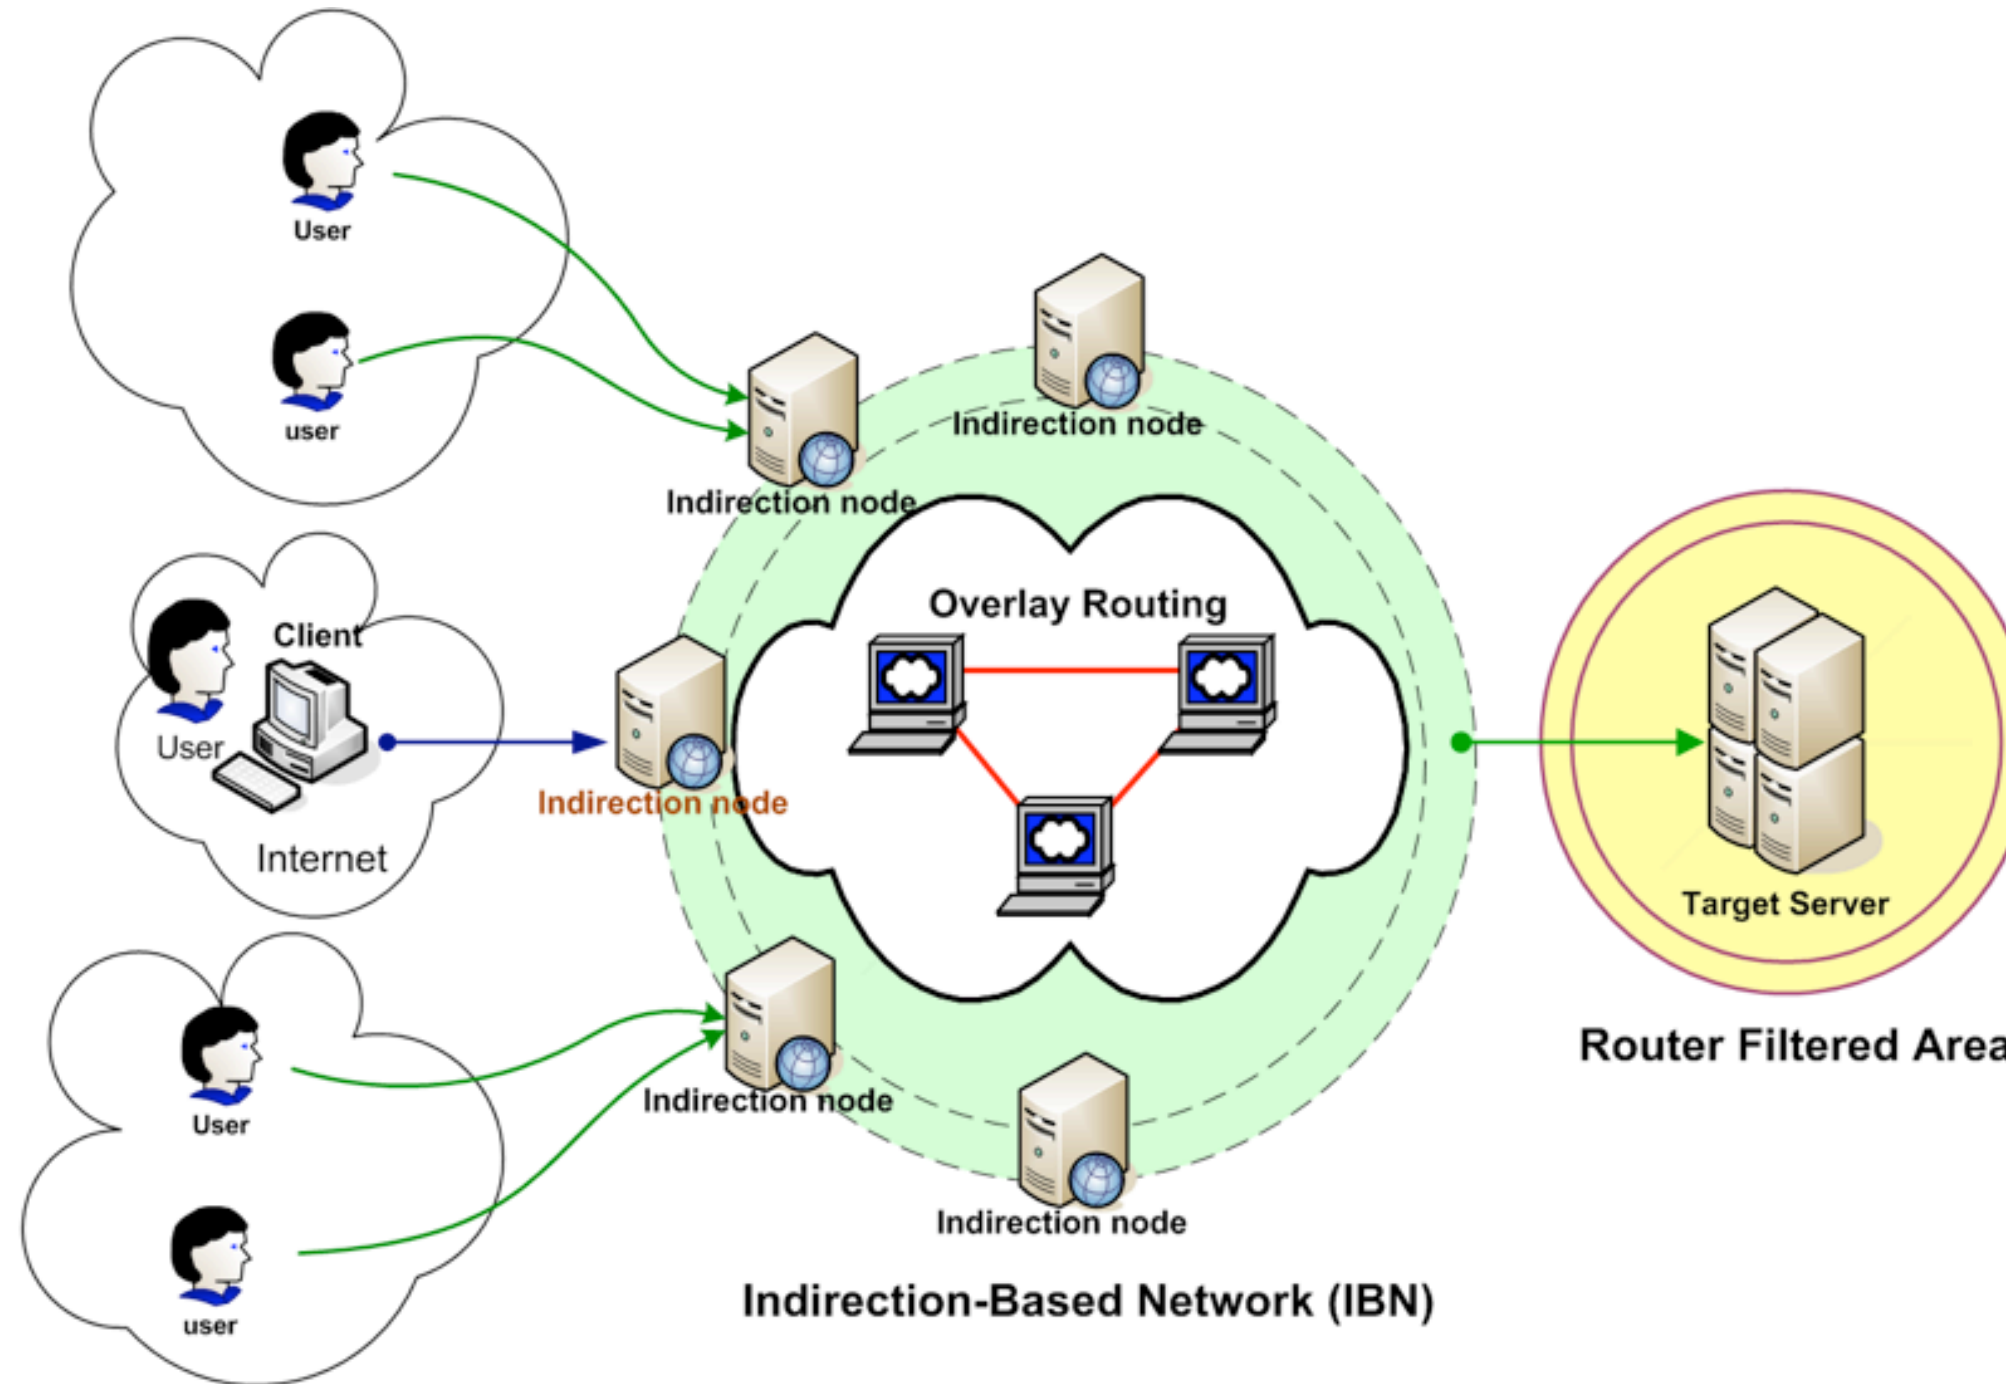 User
user
Indirection node
Indirection node
Overlay Routing
Client
User
Internet
Indirection node
Target Server
Router Filtered Area
User
user
Indirection node
Indirection node
Indirection-Based Network (IBN)